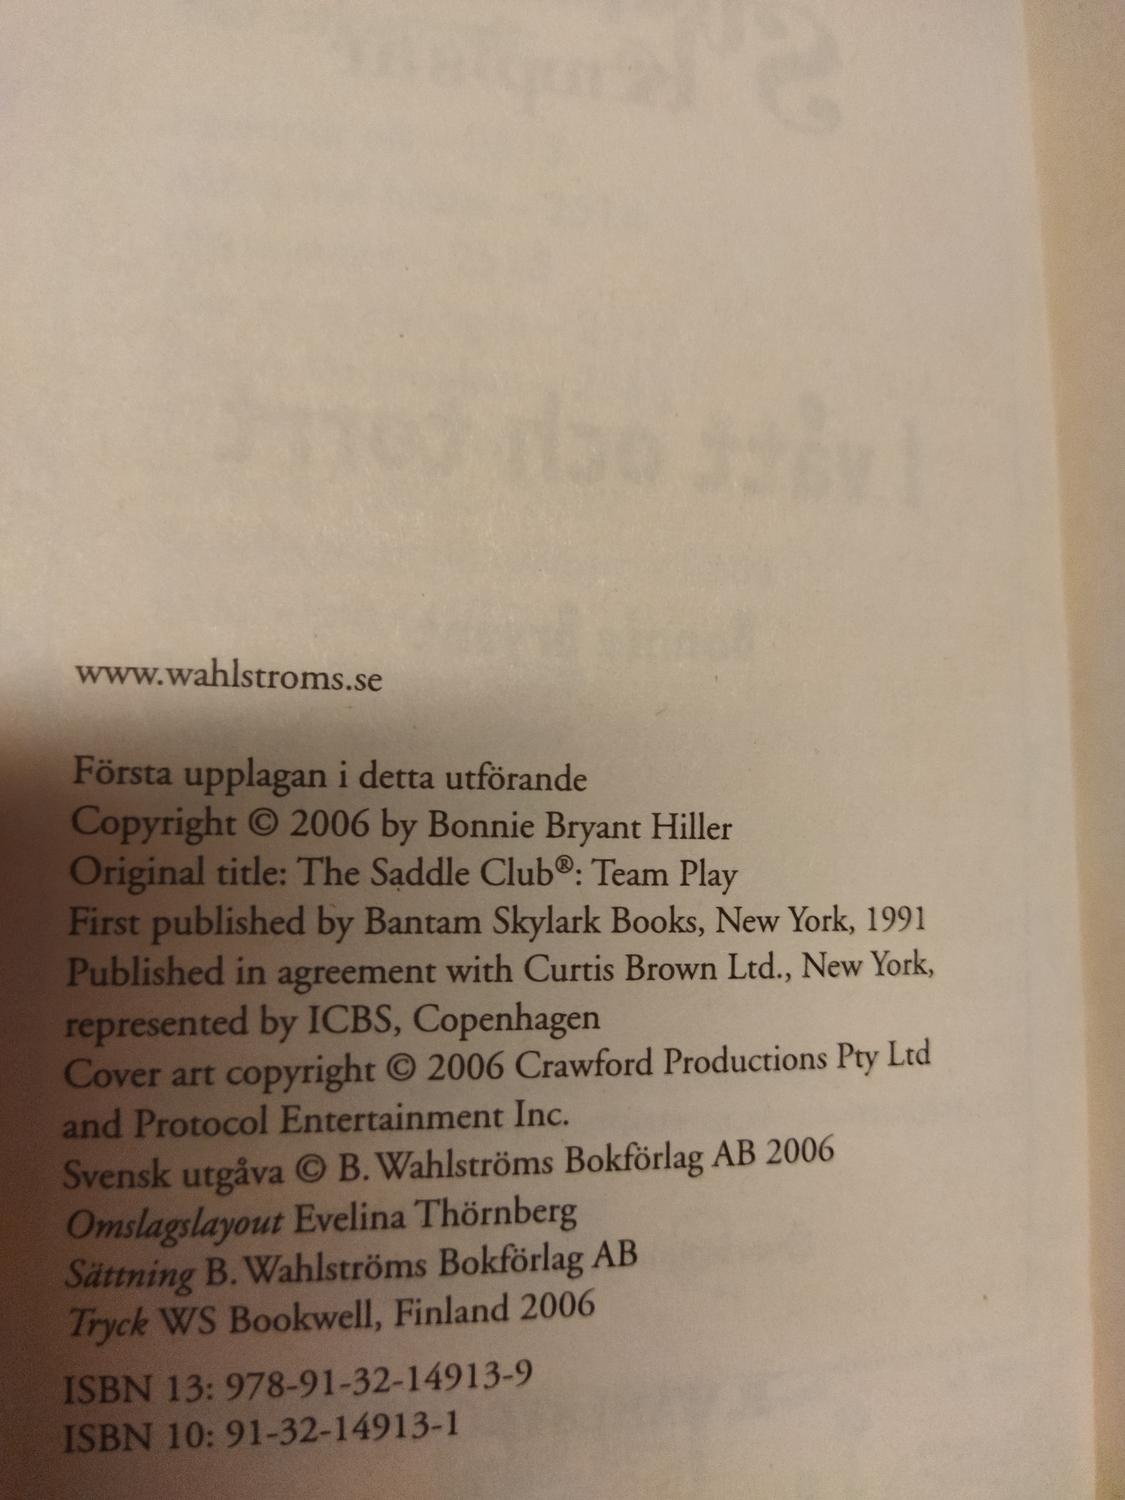 www.wahlstroms.se
Första upplagan i detta utförande
Copyright © 2006 by Bonnie Bryant Hiller
Original title: The Saddle Club®: Team Play
First published by Bantam Skylark Books, New York, 1991
Published in agreement with Curtis Brown Ltd., New York,
represented by ICBS, Copenhagen
Cover art copyright © 2006 Crawford Productions Pty Ltd
and Protocol Entertainment Inc.
Svensk utgåva © B. Wahlströms Bokförlag AB 2006
Omslagslayout Evelina Thörnberg
Sättning B. Wahlströms Bokförlag AB
Tryck WS Bookwell, Finland 2006
ISBN 13: 978-91-32-14913-9
ISBN 10: 91-32-14913-1